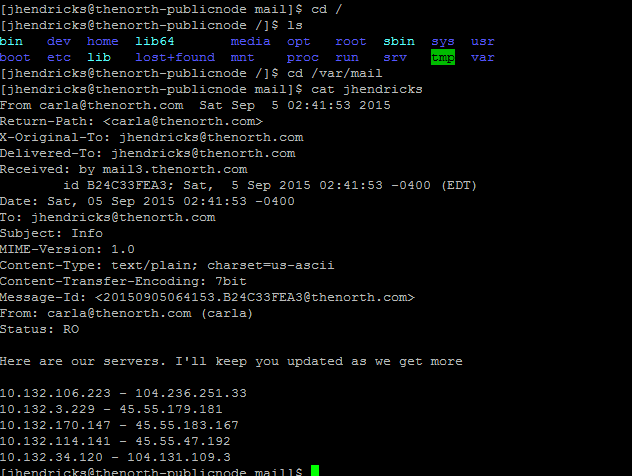 [jhendricks@thenorth-publicnode mail]$ cd /
[jhendricks@thenorth-publicnode /]$ ls
bin dev home lib64 media opt root sbin sys usr
boot etc lib lost+found mnt proc run srv tmp var
[jhendricks@thenorth-publicnode /]$ cd /var/mail
[jhendricks@thenorth-publicnode mail]$ cat jhendricks
From carla@thenorth.com  Sat Sep  5 02:41:53 2015
Return-Path: <carla@thenorth.com>
X-Original-To: jhendricks@thenorth.com
Delivered-To: jhendricks@thenorth.com
Received: by mail3.thenorth.com
        id B24C33FEA3; Sat,  5 Sep 2015 02:41:53 -0400 (EDT)
Date: Sat, 05 Sep 2015 02:41:53 -0400
To: jhendricks@thenorth.com
Subject: Info
MIME-Version: 1.0
Content-Type: text/plain; charset=us-ascii
Content-Transfer-Encoding: 7bit
Message-Id: <20150905064153.B24C33FEA3@thenorth.com>
From: carla@thenorth.com (carla)
Status: RO

Here are our servers. I'll keep you updated as we get more

10.132.106.223 - 104.236.251.33
10.132.3.229 - 45.55.179.181
10.132.170.147 - 45.55.183.167
10.132.114.141 - 45.55.47.192
10.132.34.120 - 104.131.109.3
[jhendricks@thenorth-publicnode mail]$